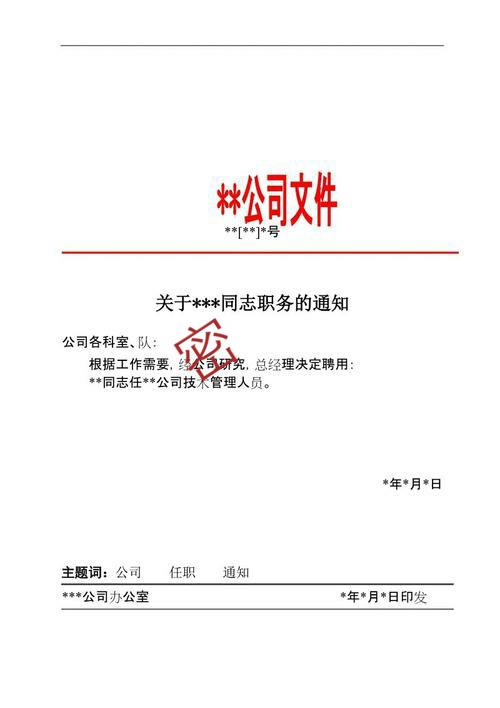 **公司文件
**[**]*号
关于***同志职务的通知
公司各科室、队：
根据工作需要，经公司研究，总经理决定聘用：
**同志任**公司技术管理人员。
密
*年*月*日
主题词：公司 任职 通知
***公司办公室 *年*月*日印发